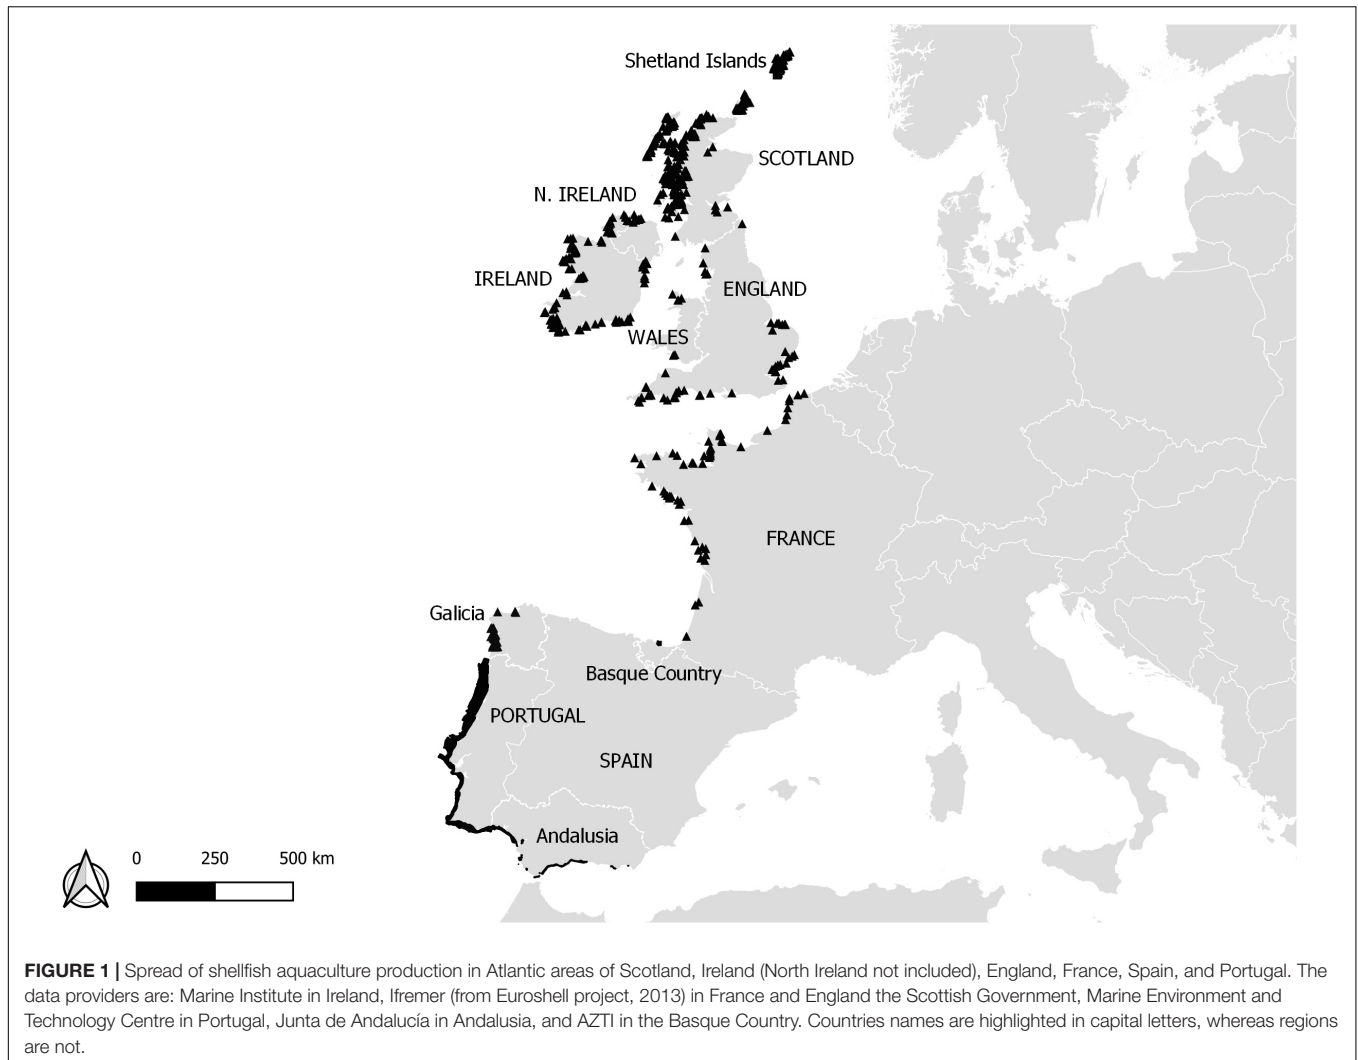 Shetland Islands
SCOTLAND
N. IRELAND
IRELAND
ENGLAND
WALES
FRANCE
Galicia
Basque Country
PORTUGAL
SPAIN
Andalusia
0 250 500 km
FIGURE 1 | Spread of shellfish aquaculture production in Atlantic areas of Scotland, Ireland (North Ireland not included), England, France, Spain, and Portugal. The
data providers are: Marine Institute in Ireland, Ifremer (from Euroshell project, 2013) in France and England the Scottish Government, Marine Environment and
Technology Centre in Portugal, Junta de Andalucía in Andalusia, and AZTI in the Basque Country. Countries names are highlighted in capital letters, whereas regions
are not.